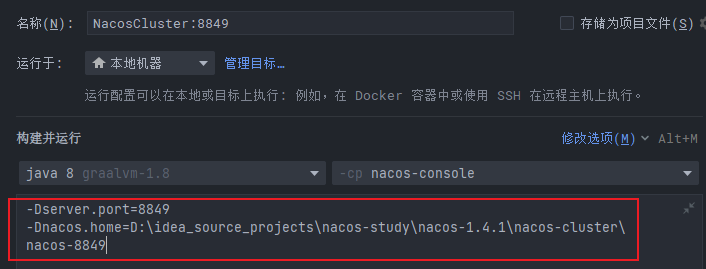 名称(N): NacosCluster:8849 存储为项目文件(S)
运行于: 本地机器 管理目标...
运行配置可以在本地或目标上执行: 例如，在 Docker 容器中或使用 SSH 在远程主机上执行。
构建并运行 修改选项(M) Alt+M
java 8 graalvm-1.8 -cp nacos-console
-Dserver.port=8849
-Dnacos.home=D:\idea_source_projects\nacos-study\nacos-1.4.1\nacos-cluster\
nacos-8849